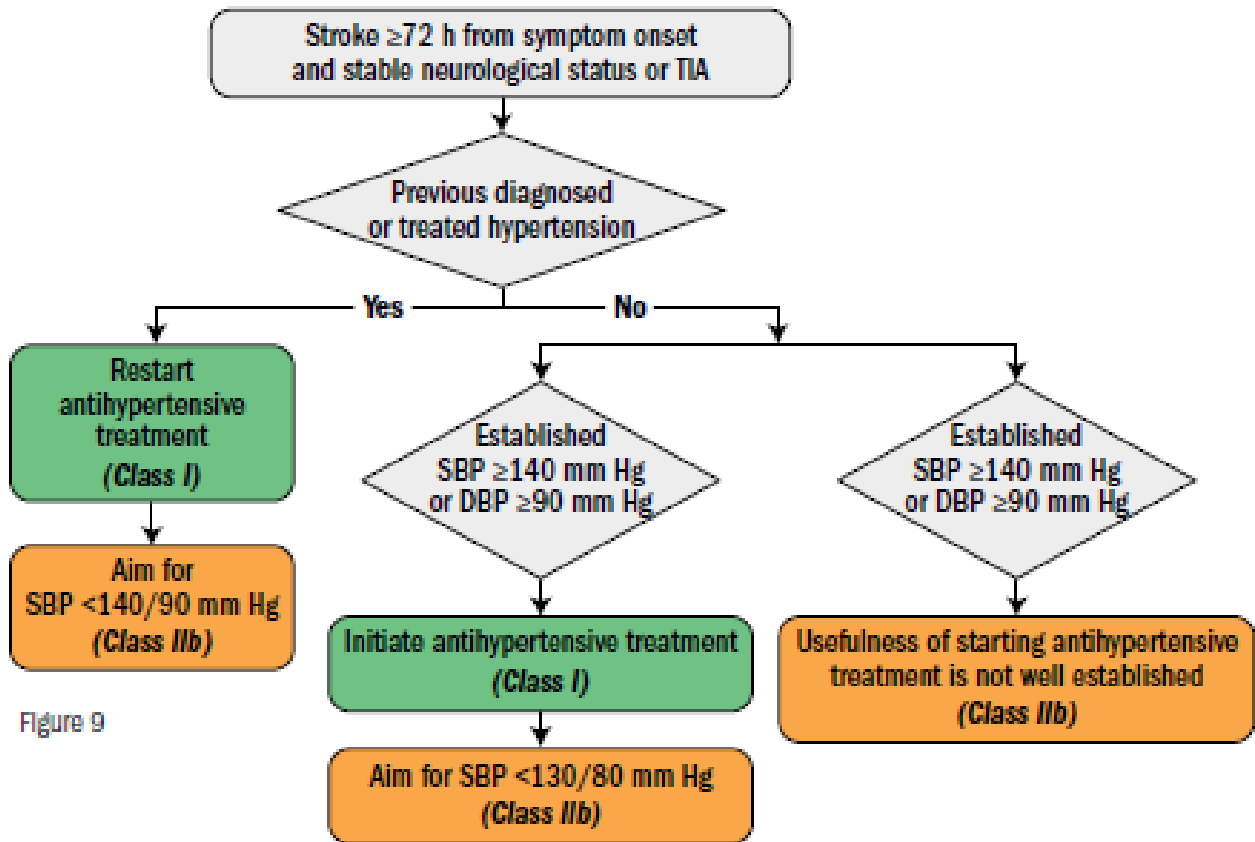 Stroke ≥72 h from symptom onset
and stable neurological status or TIA
Previous diagnosed
or treated hypertension
Yes
No
Restart
antihypertensive
treatment
(Class I)
Aim for
SBP <140/90 mm Hg
(Class IIb)
Established
SBP ≥140 mm Hg
or DBP ≥90 mm Hg
Initiate antihypertensive treatment
(Class I)
Aim for SBP <130/80 mm Hg
(Class IIb)
Established
SBP ≥140 mm Hg
or DBP ≥90 mm Hg
Usefulness of starting antihypertensive
treatment is not well established
(Class IIb)
Figure 9